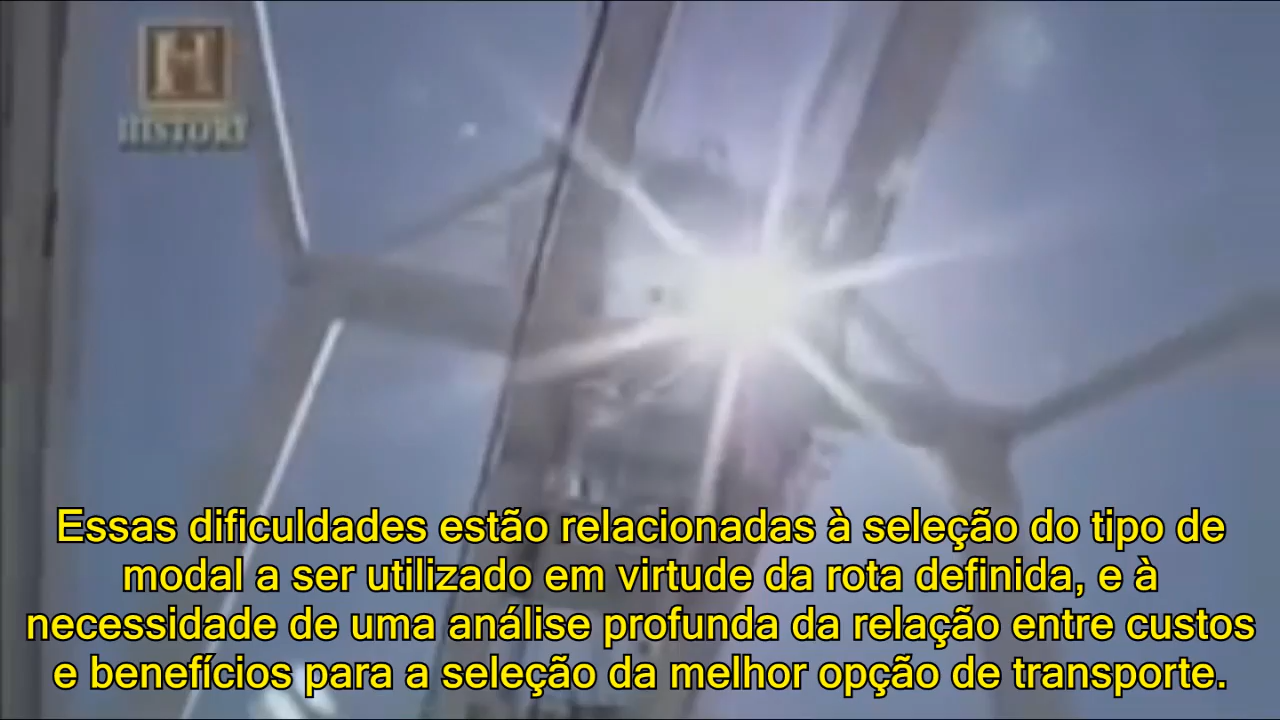 H
HISTORY
Essas dificuldades estão relacionadas à seleção do tipo de
modal a ser utilizado em virtude da rota definida, e à
necessidade de uma análise profunda da relação entre custos
e benefícios para a seleção da melhor opção de transporte.